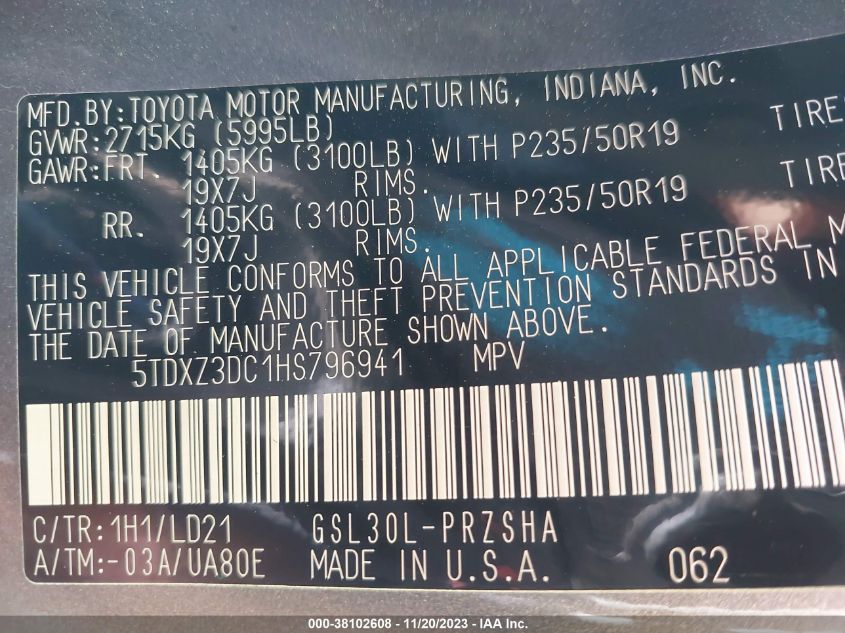 MFD.BY:TOYOTA MOTOR MANUFACTURING, INDIANA, INC.
GVWR:2715KG (5995LB)
GAWR:FRT. 1405KG (3100LB) WITH P235/50R19 TIRE
19X7J RIMS.
RR. 1405KG (3100LB) WITH P235/50R19 TIRE
19X7J RIMS.
THIS VEHICLE CONFORMS TO ALL APPLICABLE FEDERAL M
VEHICLE SAFETY AND THEFT PREVENTION STANDARDS IN
THE DATE OF MANUFACTURE SHOWN ABOVE.
5TDXZ3DC1HS796941 MPV
C/TR:1H1/LD21 GSL30L-PRZSHA
A/TM:-03A/UA80E MADE IN U.S.A. 062
000-38102608 - 11/20/2023 - IAA Inc.